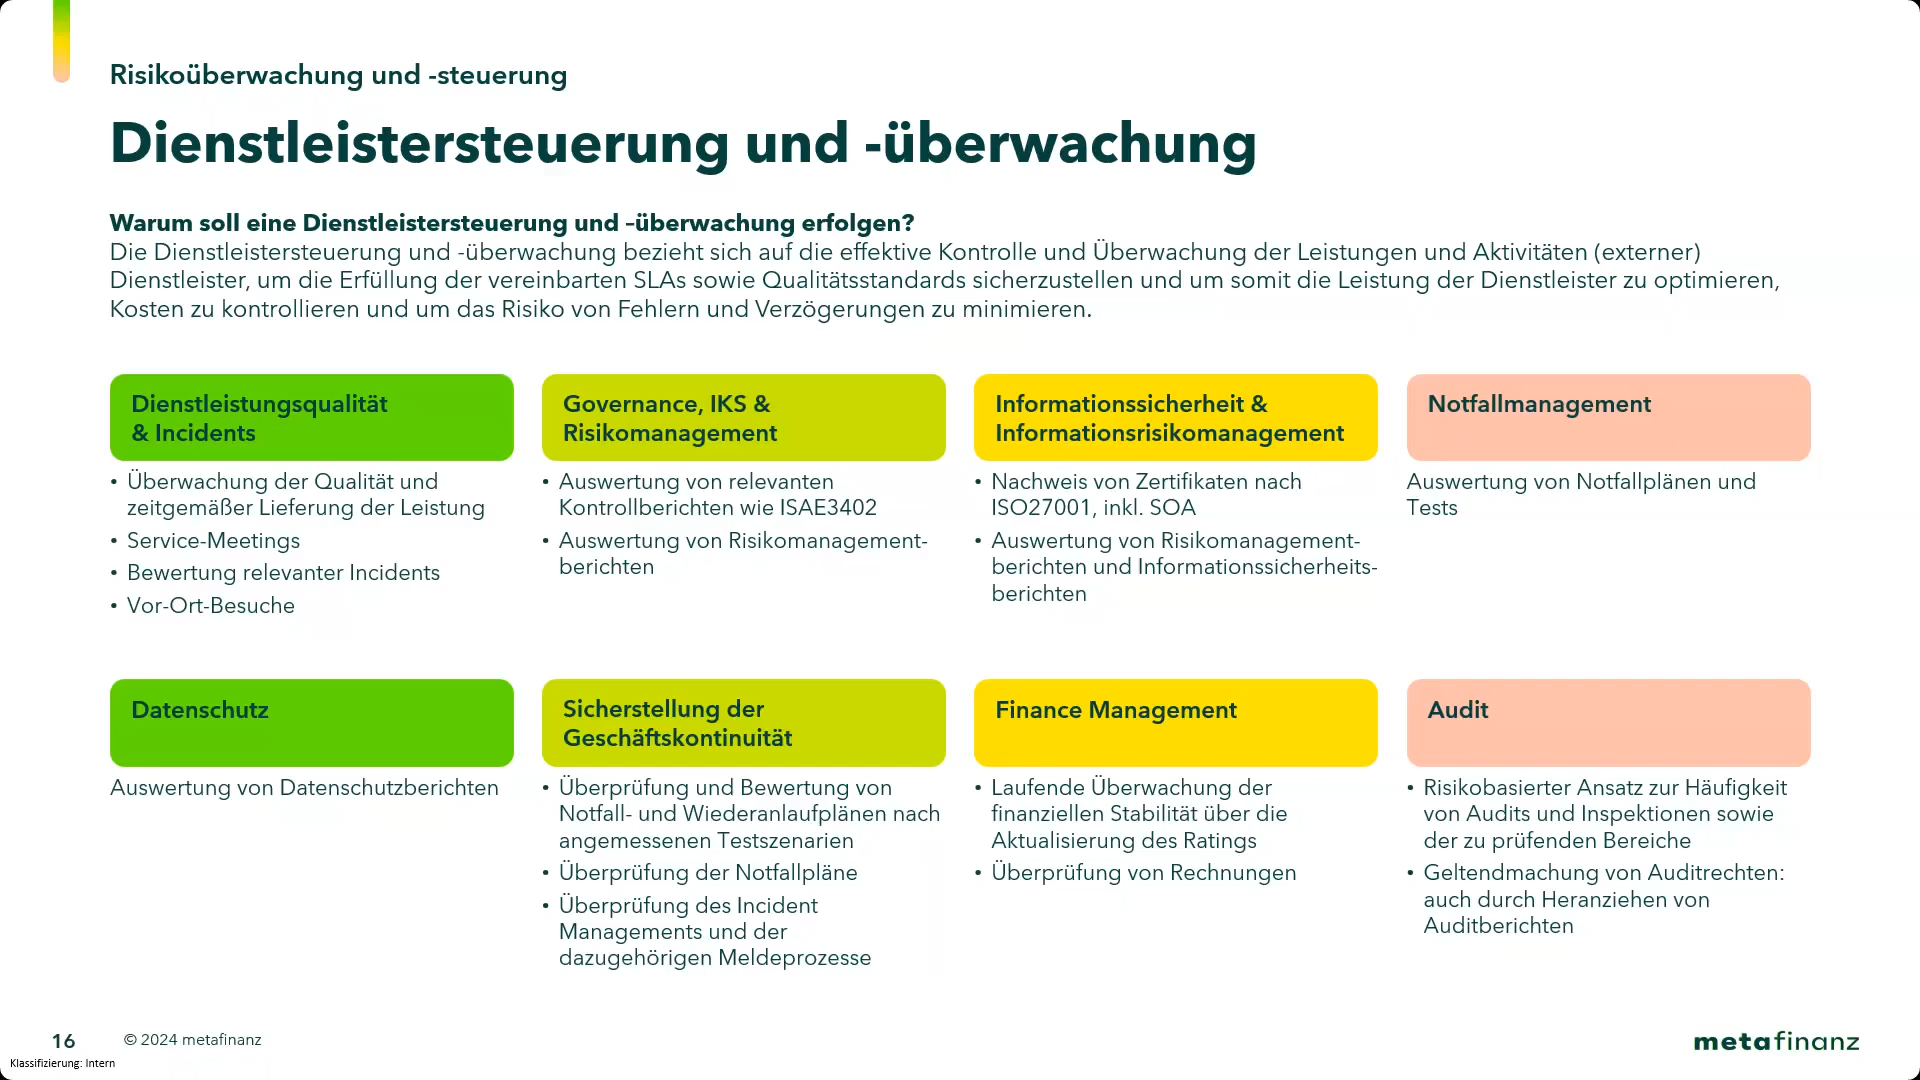 Risikoüberwachung und -steuerung
Dienstleistersteuerung und -überwachung
Warum soll eine Dienstleistersteuerung und –überwachung erfolgen?
Die Dienstleistersteuerung und -überwachung bezieht sich auf die effektive Kontrolle und Überwachung der Leistungen und Aktivitäten (externer)
Dienstleister, um die Erfüllung der vereinbarten SLAs sowie Qualitätsstandards sicherzustellen und um somit die Leistung der Dienstleister zu optimieren,
Kosten zu kontrollieren und um das Risiko von Fehlern und Verzögerungen zu minimieren.
Dienstleistungsqualität
& Incidents
• Überwachung der Qualität und
zeitgemäßer Lieferung der Leistung
• Service-Meetings
• Bewertung relevanter Incidents
• Vor-Ort-Besuche
Governance, IKS &
Risikomanagement
• Auswertung von relevanten
Kontrollberichten wie ISAE3402
• Auswertung von Risikomanagement-
berichten
Informationssicherheit &
Informationsrisikomanagement
• Nachweis von Zertifikaten nach
ISO27001, inkl. SOA
• Auswertung von Risikomanagement-
berichten und Informationssicherheits-
berichten
Notfallmanagement
Auswertung von Notfallplänen und
Tests
Datenschutz
Auswertung von Datenschutzberichten
Sicherstellung der
Geschäftskontinuität
• Überprüfung und Bewertung von
Notfall- und Wiederanlaufplänen nach
angemessenen Testszenarien
• Überprüfung der Notfallpläne
• Überprüfung des Incident
Managements und der
dazugehörigen Meldeprozesse
Finance Management
• Laufende Überwachung der
finanziellen Stabilität über die
Aktualisierung des Ratings
• Überprüfung von Rechnungen
Audit
• Risikobasierter Ansatz zur Häufigkeit
von Audits und Inspektionen sowie
der zu prüfenden Bereiche
• Geltendmachung von Auditrechten:
auch durch Heranziehen von
Auditberichten
16
© 2024 metafinanz
Klassifizierung: Intern
metafinanz